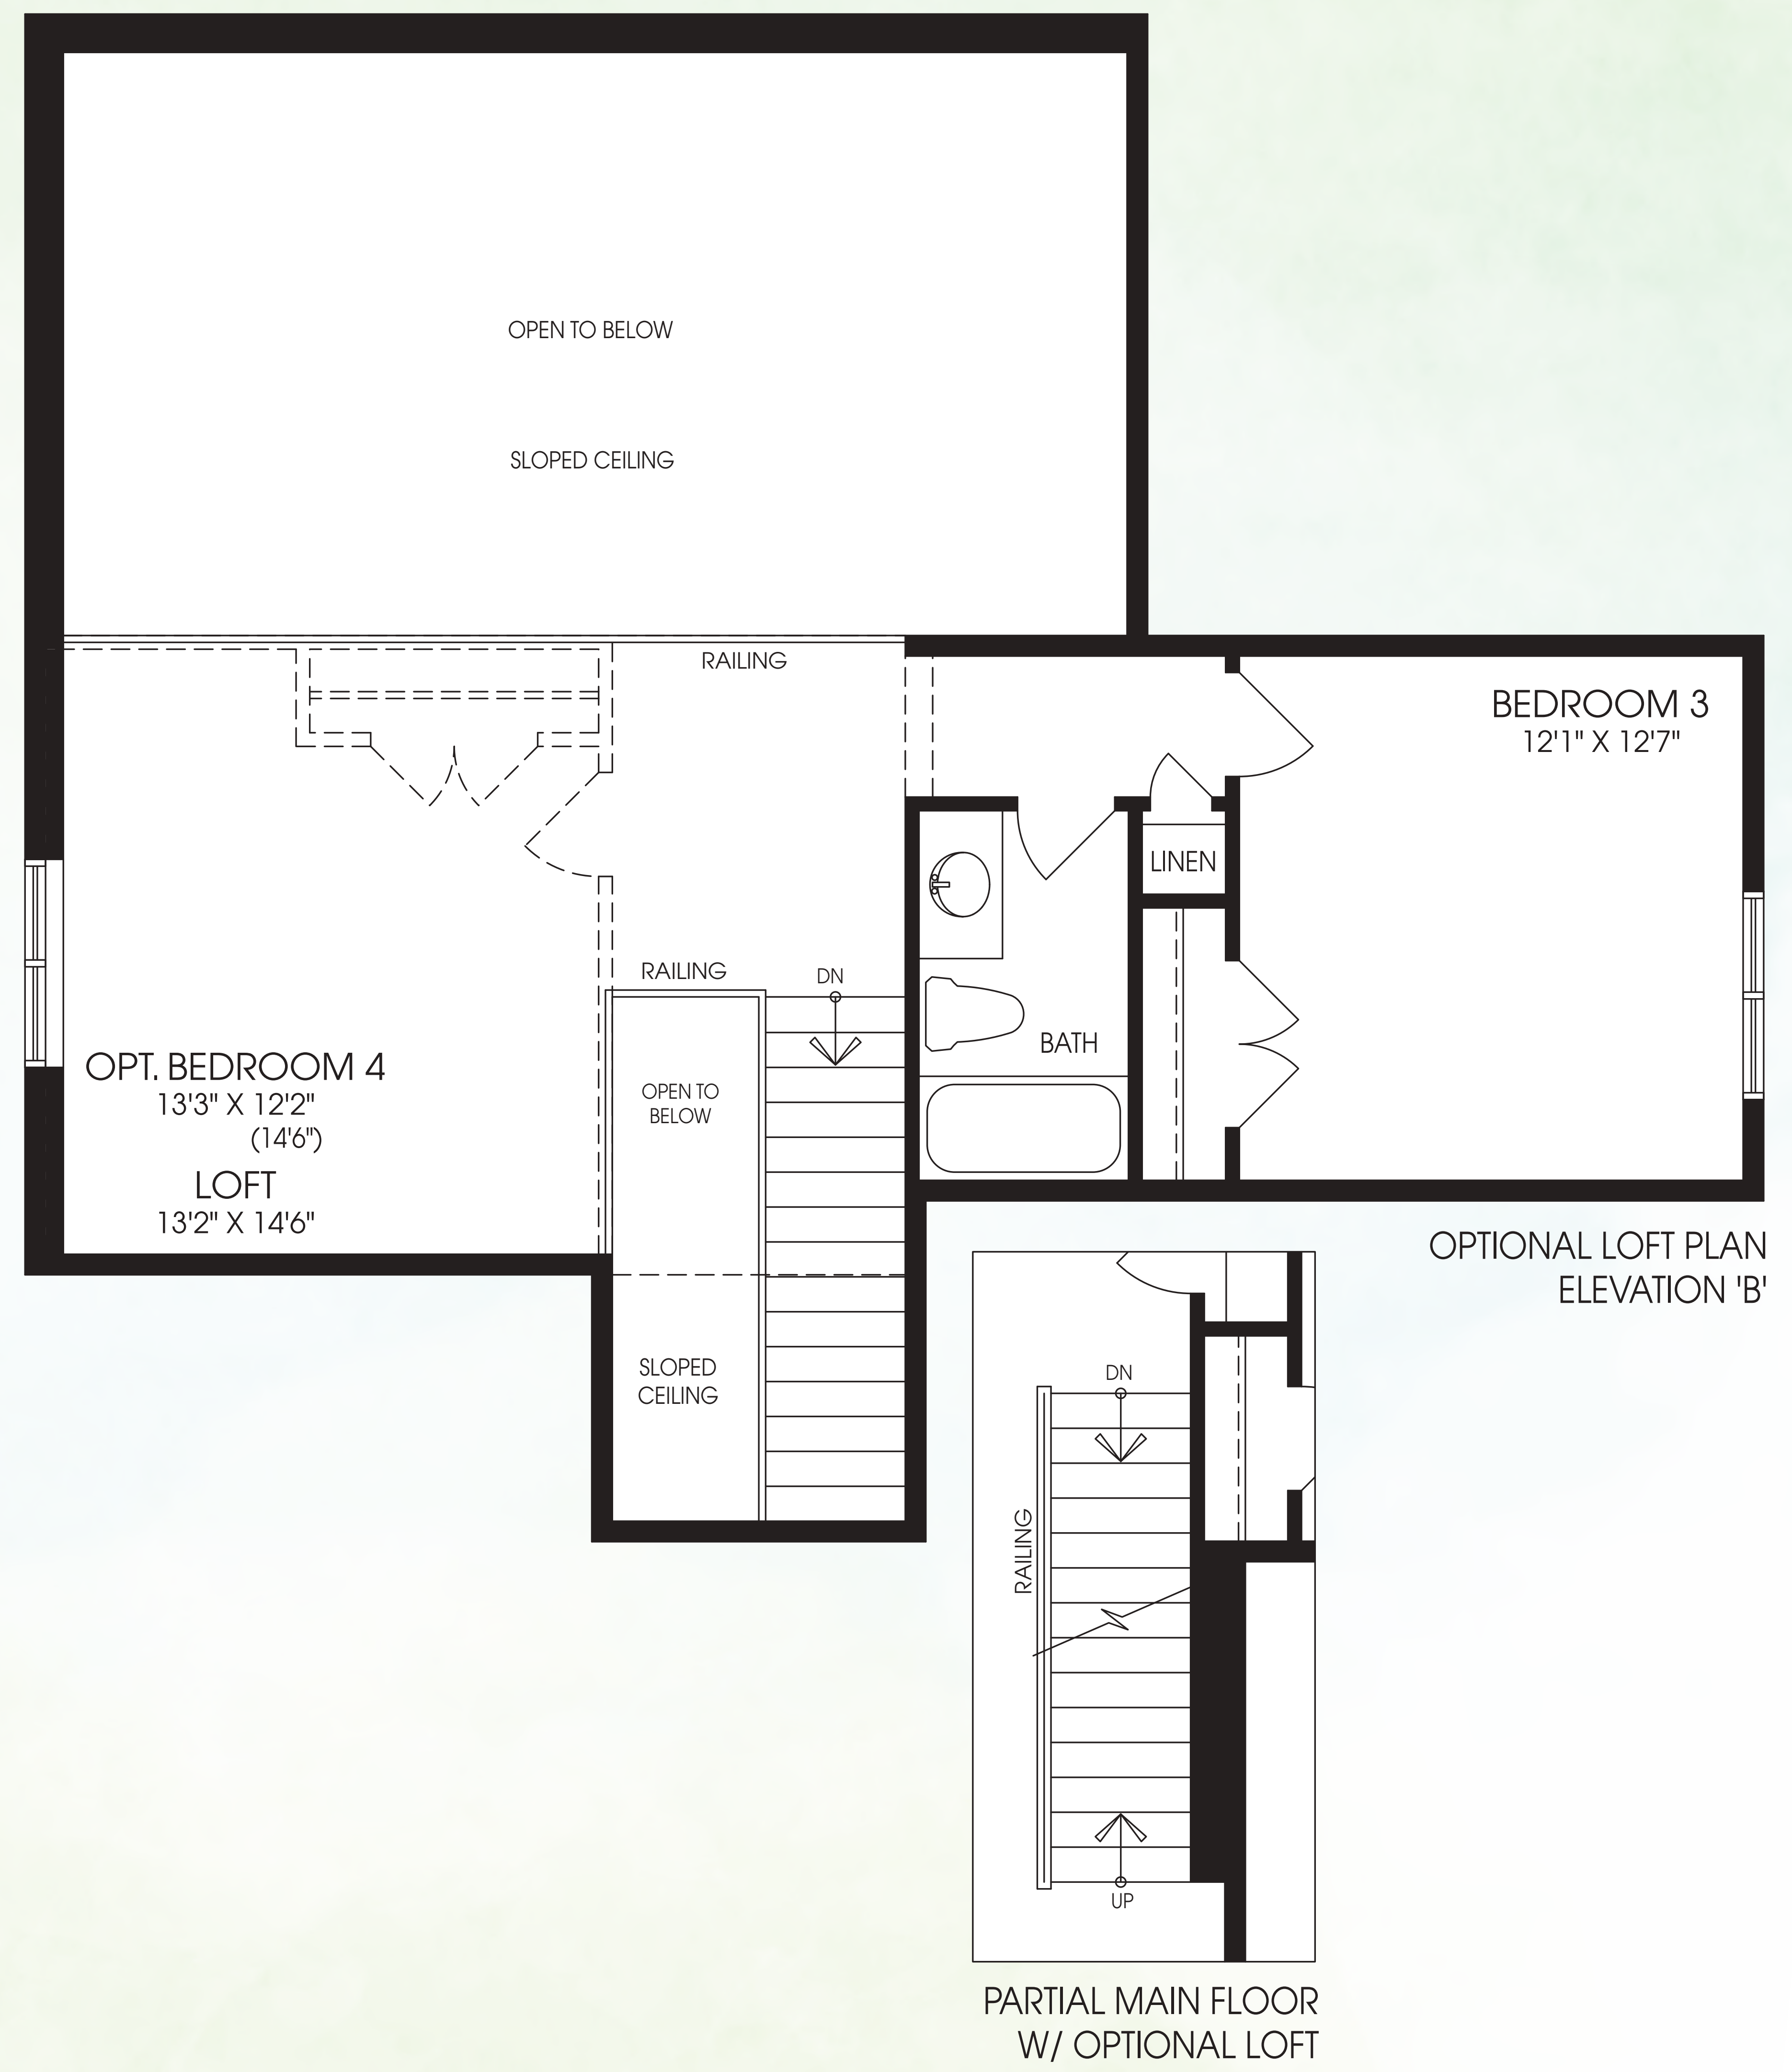 OPEN TO BELOW
SLOPED CEILING
RAILING
BEDROOM 3
12'1" X 12'7"
LINEN
RAILING
DN
BATH
OPT. BEDROOM 4
13'3" X 12'2"
(14'6")
LOFT
13'2" X 14'6"
OPEN TO
BELOW
SLOPED
CEILING
OPTIONAL LOFT PLAN
ELEVATION 'B'
DN
RAILING
UP
PARTIAL MAIN FLOOR
W/ OPTIONAL LOFT